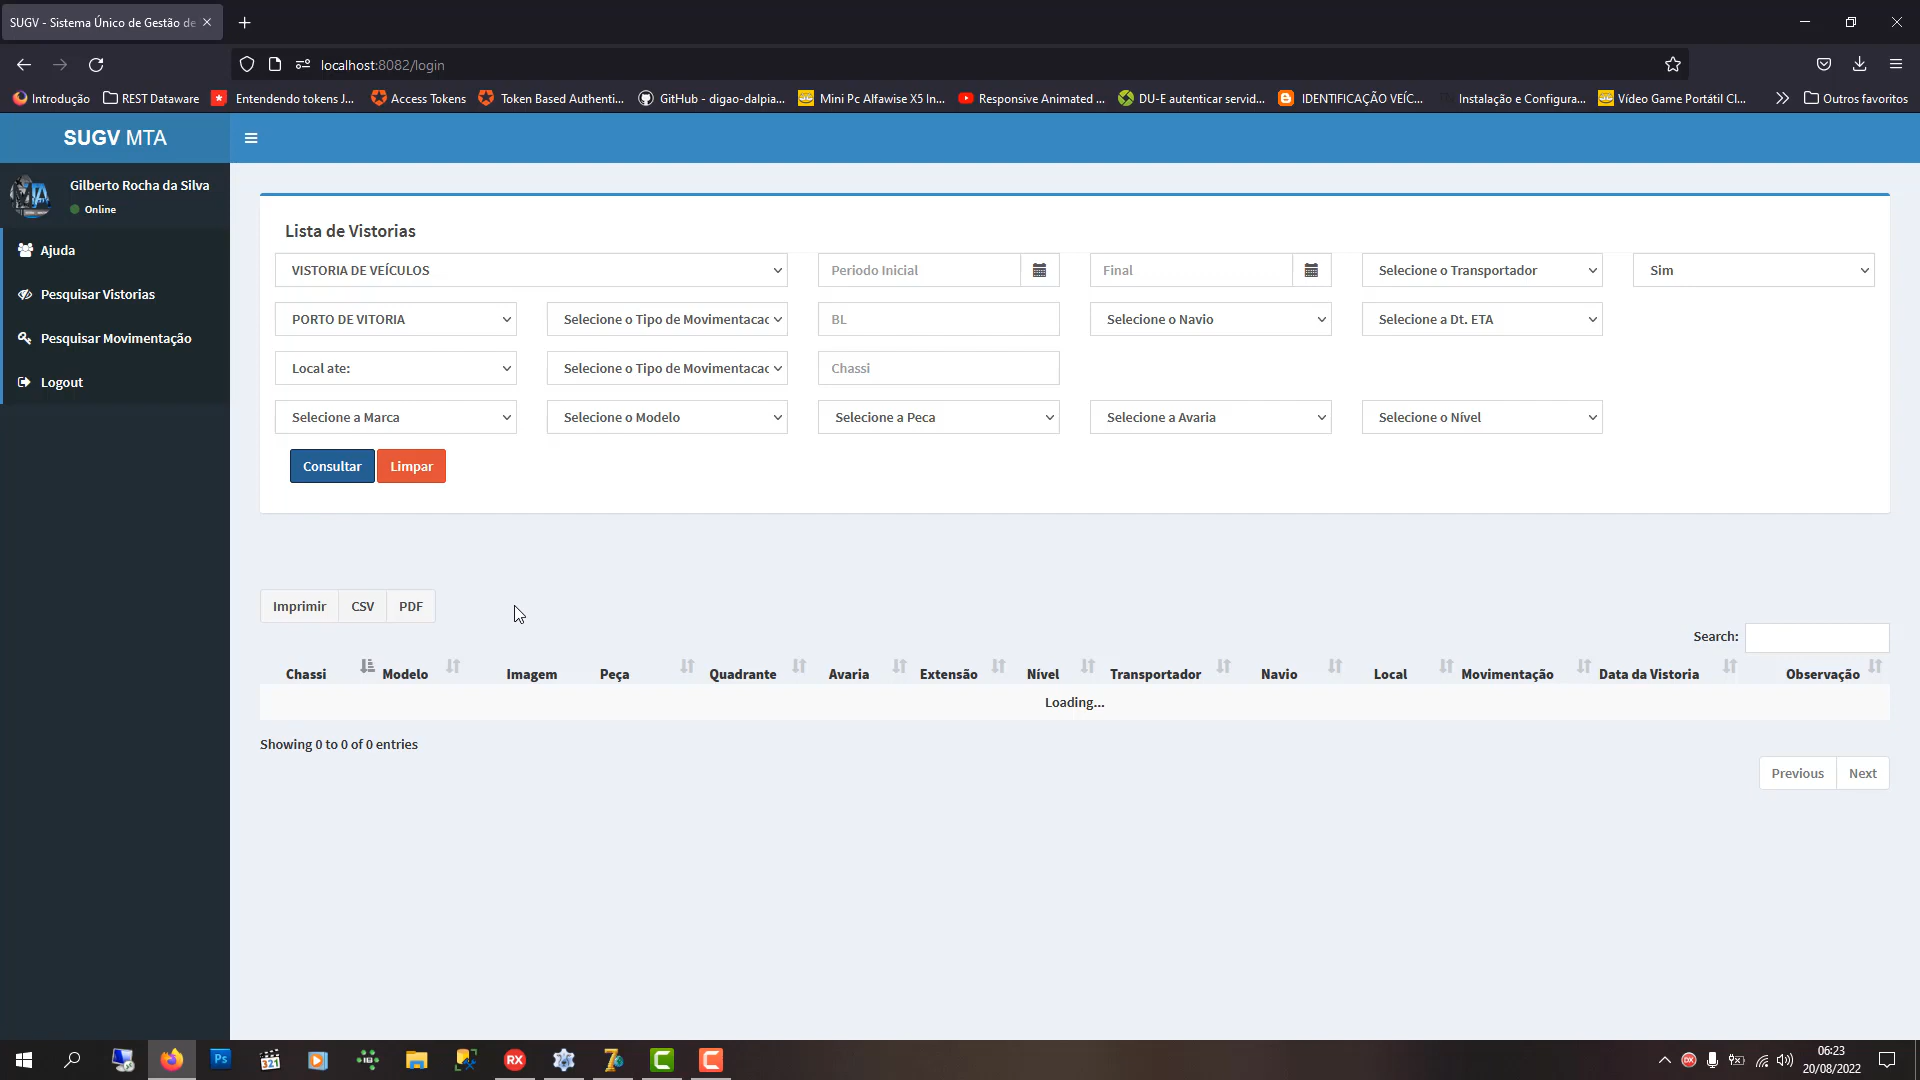 SUGV - Sistema Único de Gestão de
localhost:8082/login
Introdução
REST Dataware
Entendendo tokens J...
Access Tokens
Token Based Authenti...
GitHub - digao-dalpia...
Mini Pc Alfawise X5 In...
Responsive Animated ...
DU-E autenticar servid...
IDENTIFICAÇÃO VEÍC...
Instalação e Configura...
Vídeo Game Portátil Cl...
Outros favoritos
SUGV MTA
Gilberto Rocha da Silva
Online
Ajuda
Pesquisar Vistorias
Pesquisar Movimentação
Logout
Lista de Vistorias
VISTORIA DE VEÍCULOS
Periodo Inicial
Final
Selecione o Transportador
Sim
PORTO DE VITORIA
Selecione o Tipo de Movimentacac
BL
Selecione o Navio
Selecione a Dt. ETA
Local ate:
Selecione o Tipo de Movimentacac
Chassi
Selecione a Marca
Selecione o Modelo
Selecione a Peca
Selecione a Avaria
Selecione o Nível
Consultar
Limpar
Imprimir
CSV
PDF
Search:
Chassi
Modelo
Imagem
Peça
Quadrante
Avaria
Extensão
Nível
Transportador
Navio
Local
Movimentação
Data da Vistoria
Observação
Loading...
Showing 0 to 0 of 0 entries
Previous
Next
Ps
321
RX
06:23
20/08/2022